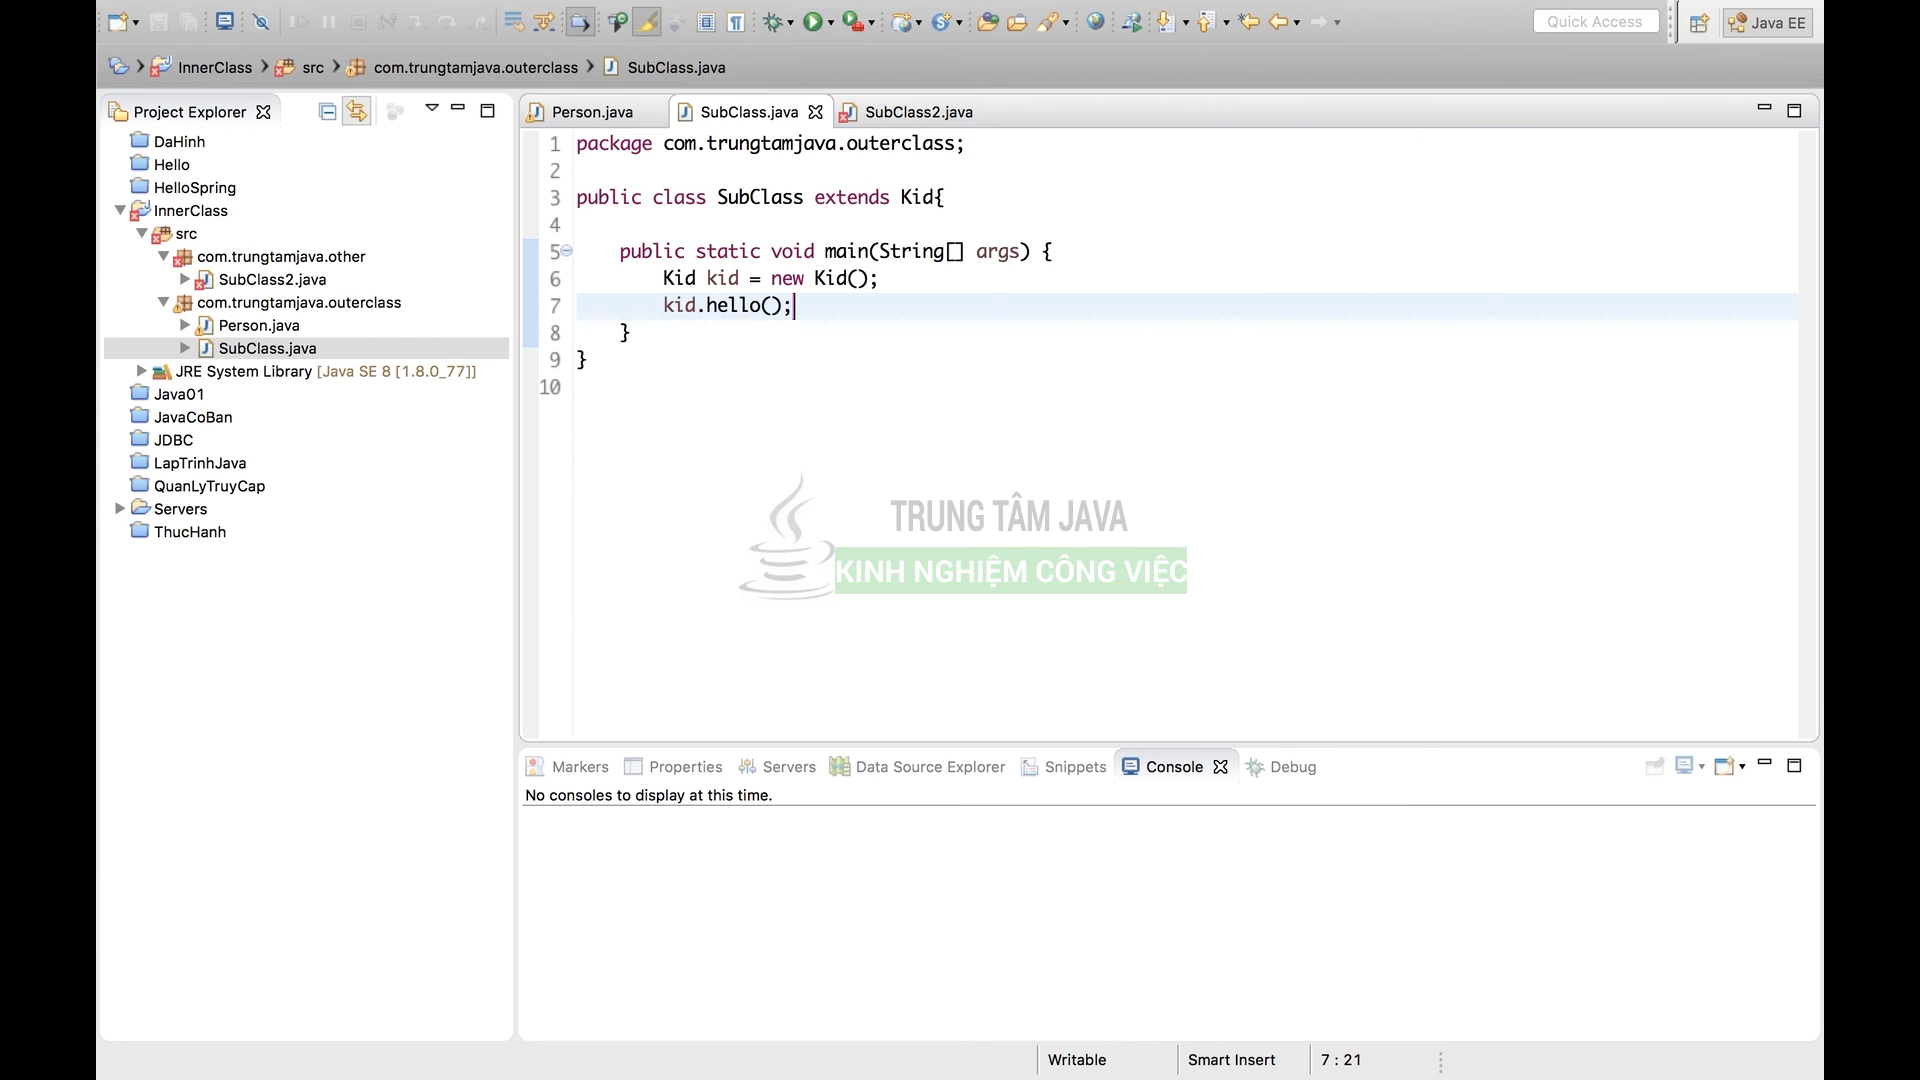 Quick Access
Java EE
InnerClass
src
com.trungtamjava.outerclass
SubClass.java
Project Explorer
DaHinh
Hello
HelloSpring
InnerClass
src
com.trungtamjava.other
SubClass2.java
com.trungtamjava.outerclass
Person.java
SubClass.java
JRE System Library [Java SE 8 [1.8.0_77]]
Java01
JavaCoBan
JDBC
LapTrinhJava
QuanLyTruyCap
Servers
ThucHanh
Person.java
SubClass.java
SubClass2.java
1 package com.trungtamjava.outerclass;
2
3 public class SubClass extends Kid{
4
5 public static void main(String[] args) {
6 Kid kid = new Kid();
7 kid.hello();
8 }
9 }
10
TRUNG TÂM JAVA
KINH NGHIỆM CÔNG VIỆC
Markers
Properties
Servers
Data Source Explorer
Snippets
Console
Debug
No consoles to display at this time.
Writable
Smart Insert
7 : 21